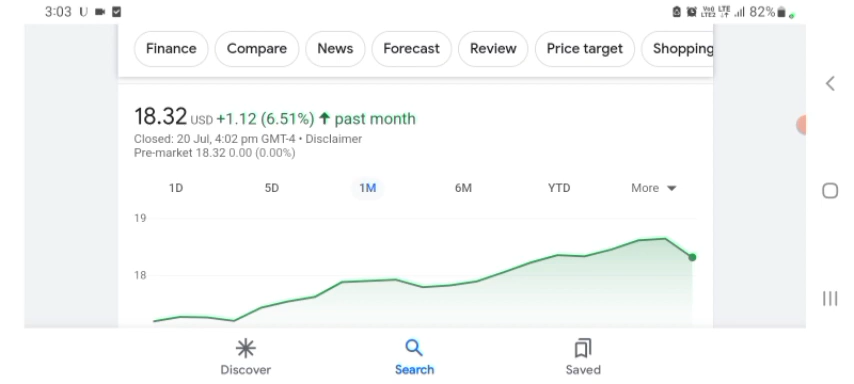 3:03 U 82%
Finance Compare News Forecast Review Price target Shopping
18.32 USD +1.12 (6.51%) ↑ past month
Closed: 20 Jul, 4:02 pm GMT-4 • Disclaimer
Pre-market 18.32 0.00 (0.00%)
1D 5D 1M 6M YTD More
19
18
Discover Search Saved